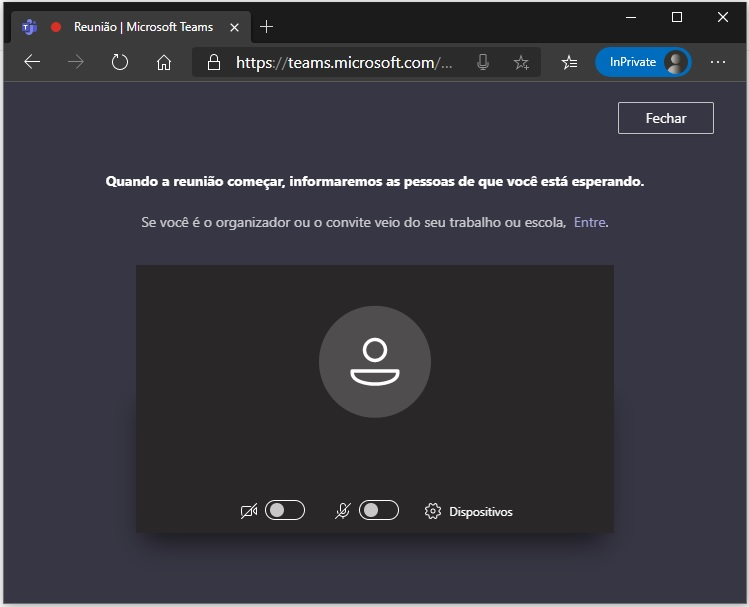 Reunião | Microsoft Teams
https://teams.microsoft.com/...
InPrivate
Fechar
Quando a reunião começar, informaremos as pessoas de que você está esperando.
Se você é o organizador ou o convite veio do seu trabalho ou escola, Entre.
Dispositivos